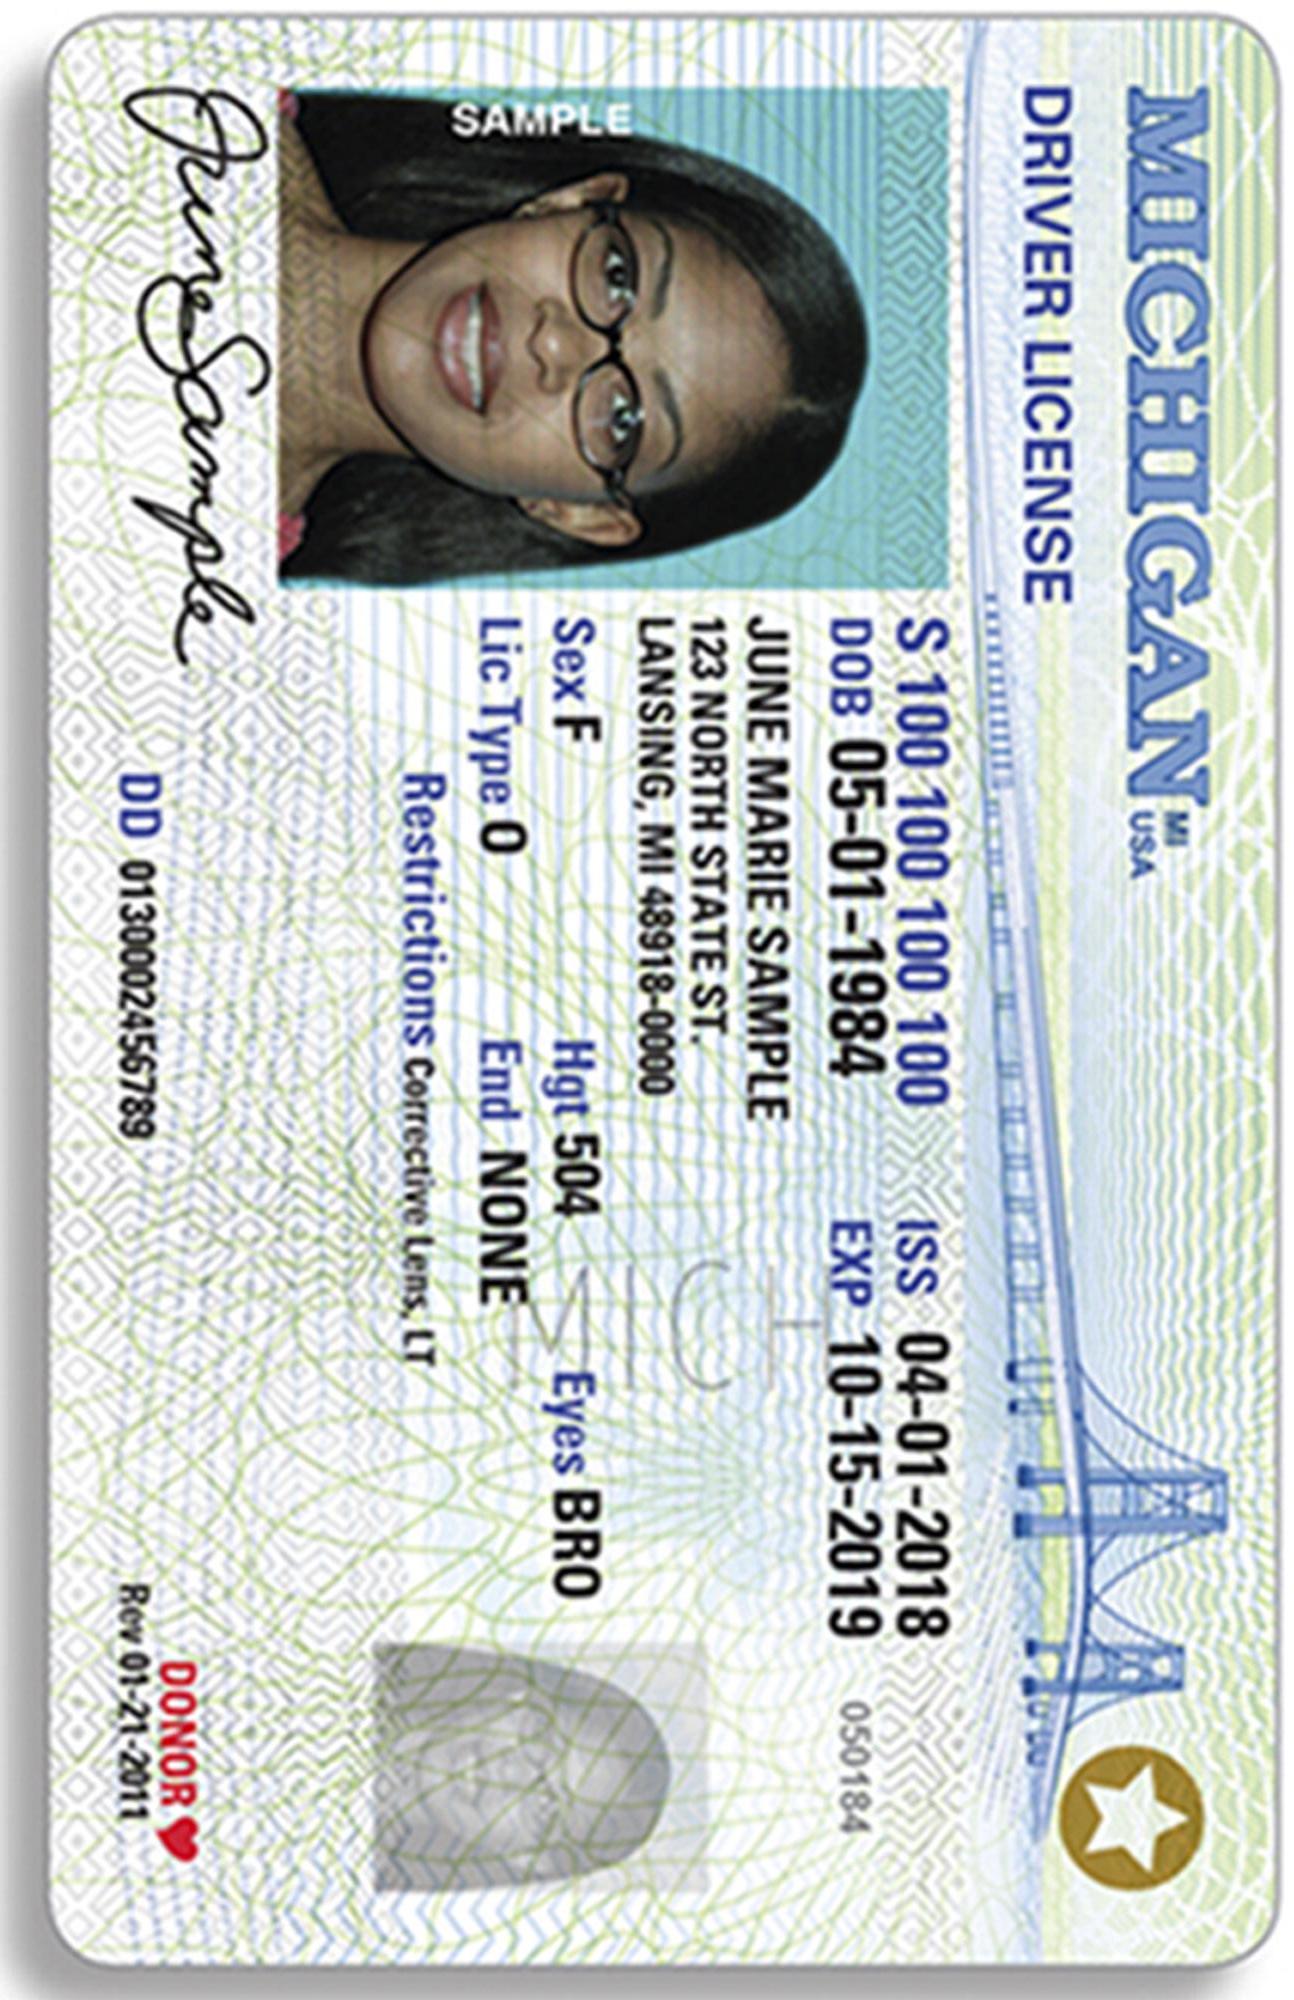 MICHIGAN MI USA
DRIVER LICENSE
S 100 100 100 100 ISS 04-01-2018
DOB 05-01-1984 EXP 10-15-2019
050184
JUNE MARIE SAMPLE
123 NORTH STATE ST.
LANSING, MI 48918-0000
Sex F Hgt 504 Eyes BRO
Lic Type O End NONE
Restrictions Corrective Lens, LT
SAMPLE
MICH
June Sample
DONOR
DD 0130002456789 Rev 01-21-2011